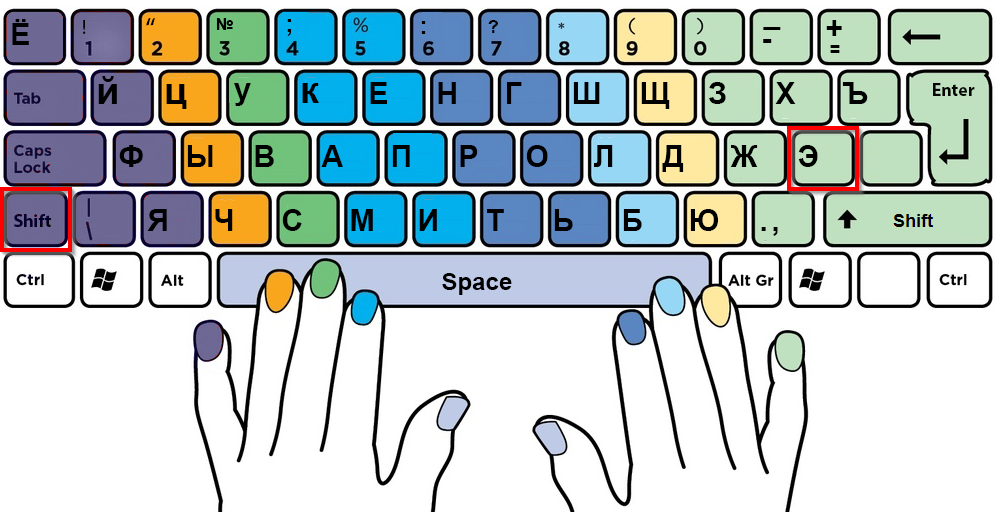 Ё ! 1 “ 2 № 3 ; 4 % 5 : 6 ? 7 * 8 ( 9 ) 0 – - + =
Tab Й Ц У К Е Н Г Ш Щ З Х Ъ Enter
Caps Lock Ф Ы В А П Р О Л Д Ж Э
Shift | \ Я Ч С М И Т Ь Б Ю . , Shift
Ctrl Alt Space Alt Gr Ctrl